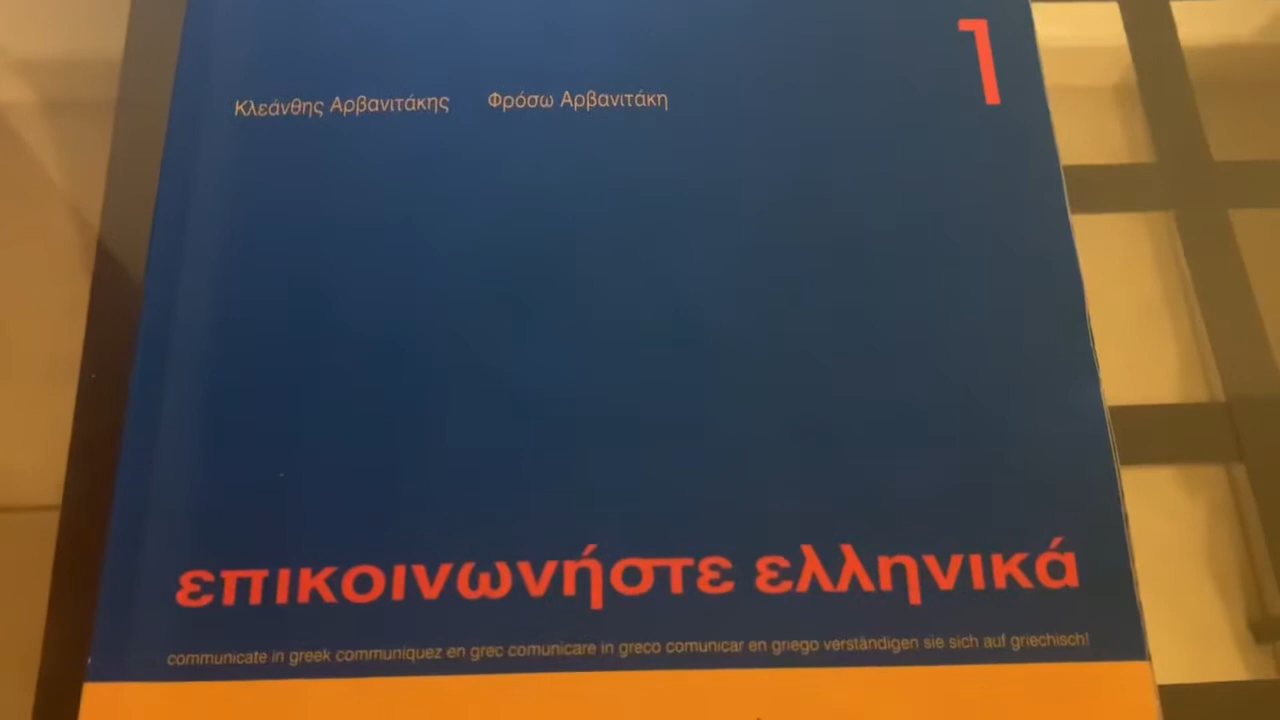 1
Κλεάνθης Αρβανιτάκης Φρόσω Αρβανιτάκη
επικοινωνήστε ελληνικά
communicate in greek communiquez en grec comunicare in greco comunicar en griego verständigen sie sich auf griechisch!